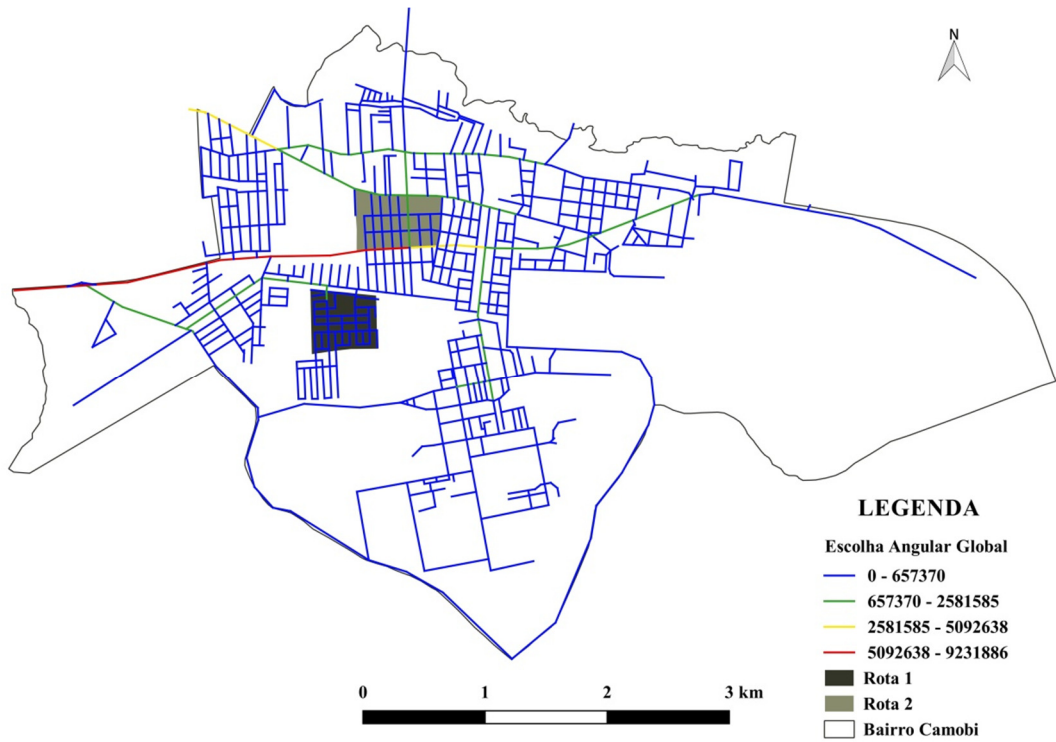 N
LEGENDA
Escolha Angular Global
0 - 657370
657370 - 2581585
2581585 - 5092638
5092638 - 9231886
Rota 1
Rota 2
Bairro Camobi
0 1 2 3 km